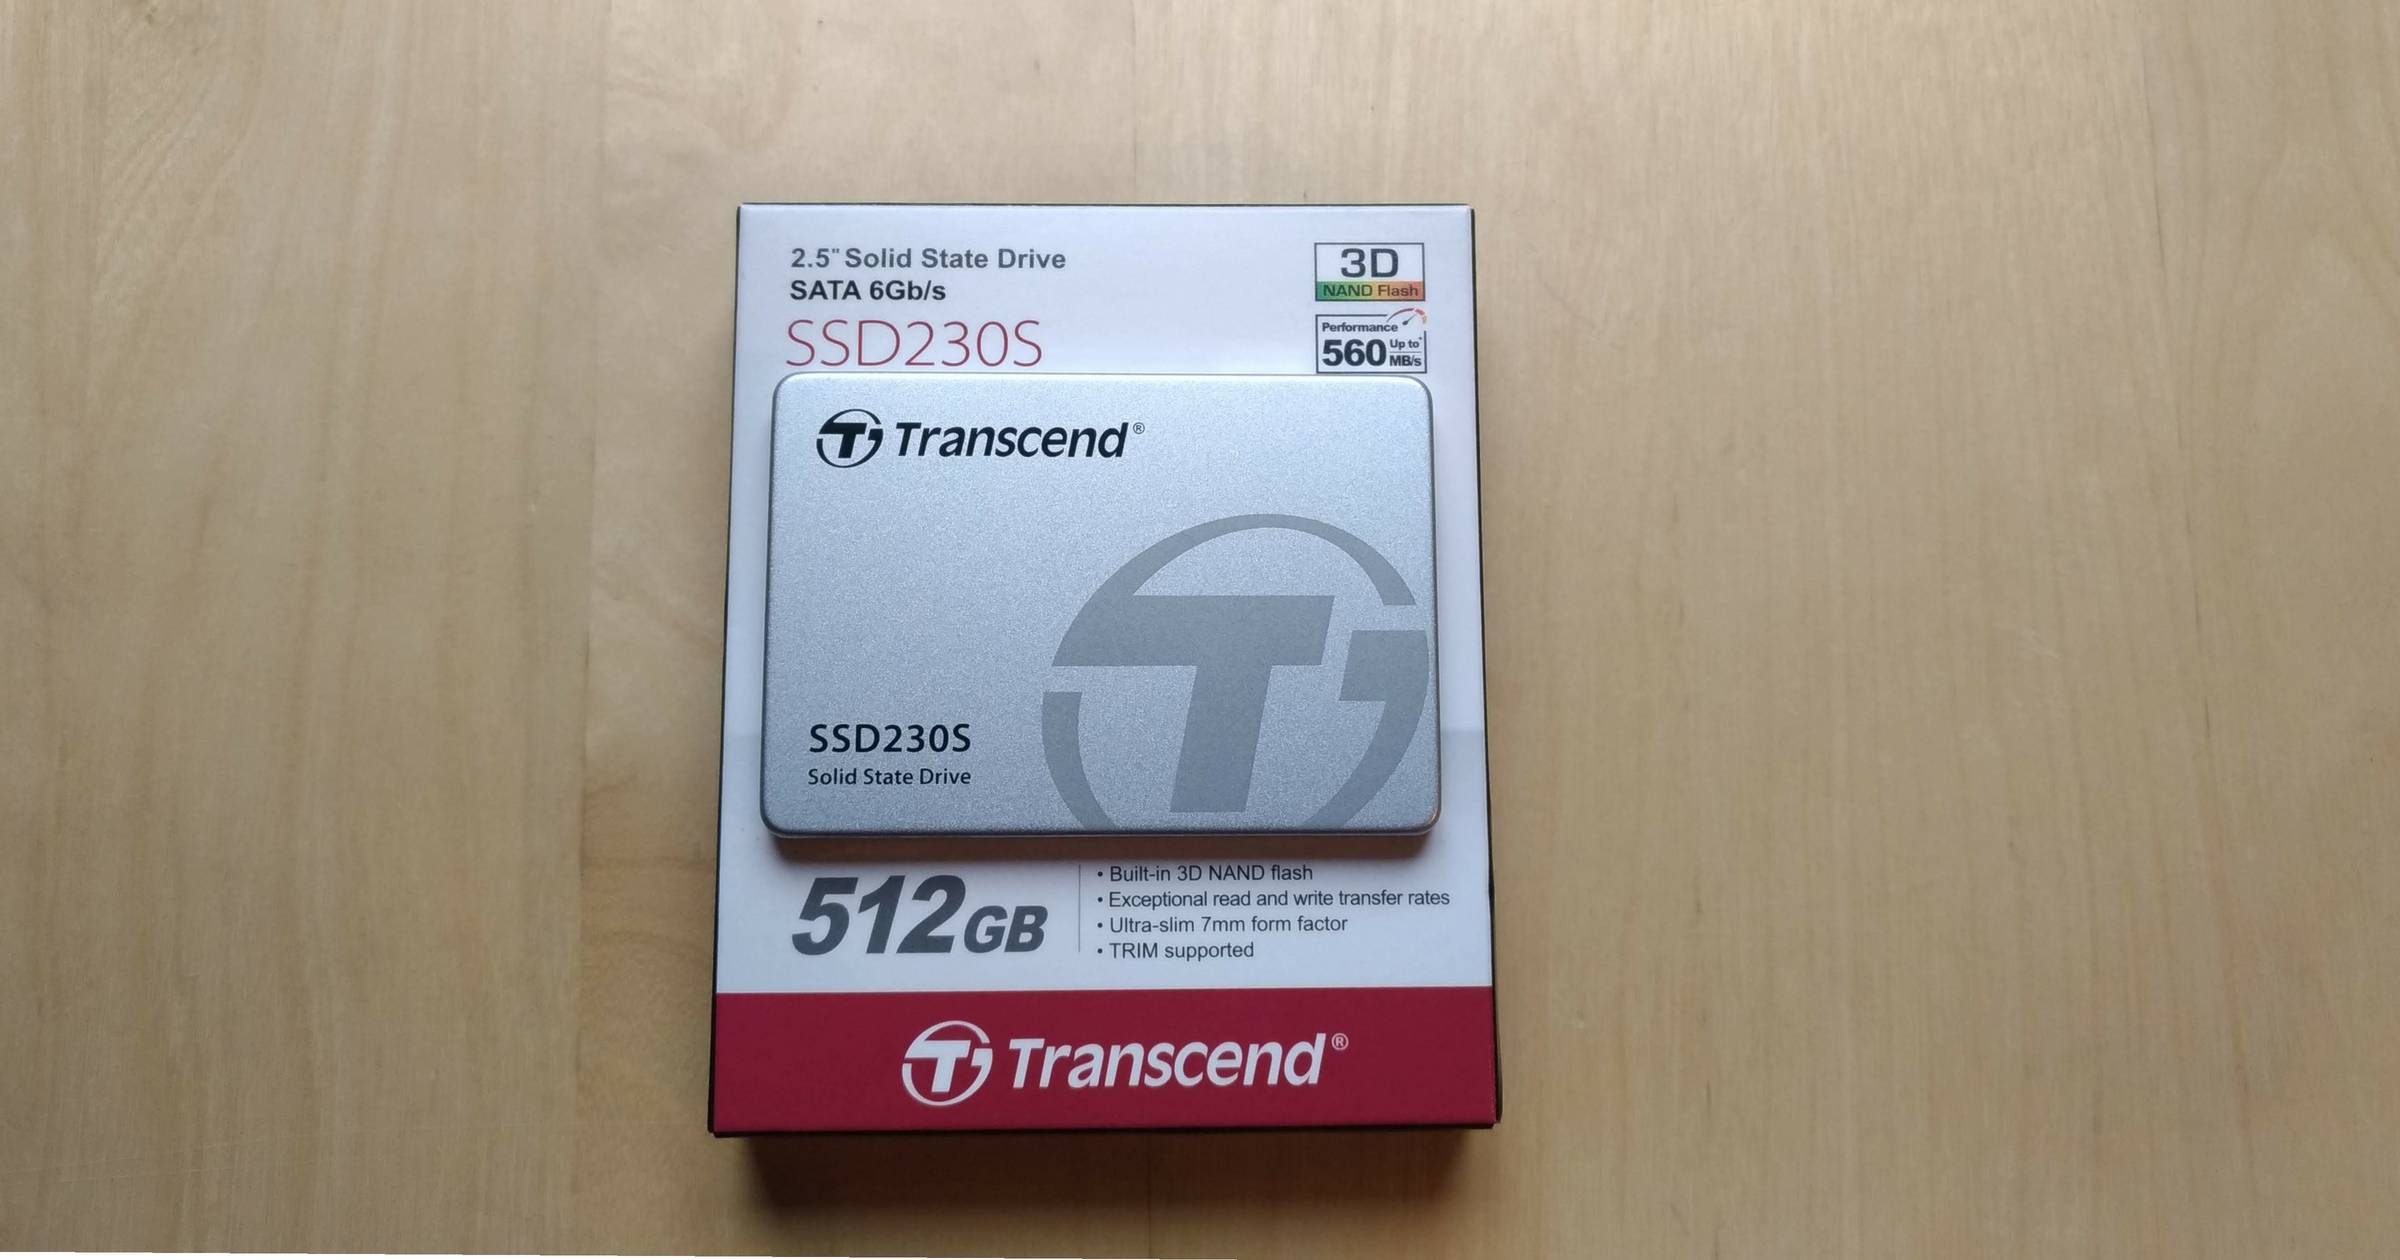 2.5" Solid State Drive
SATA 6Gb/s
SSD230S
3D
NAND Flash
Performance
560 Up to* MB/s
Transcend®
SSD230S
Solid State Drive
512GB
• Built-in 3D NAND flash
• Exceptional read and write transfer rates
• Ultra-slim 7mm form factor
• TRIM supported
Transcend®